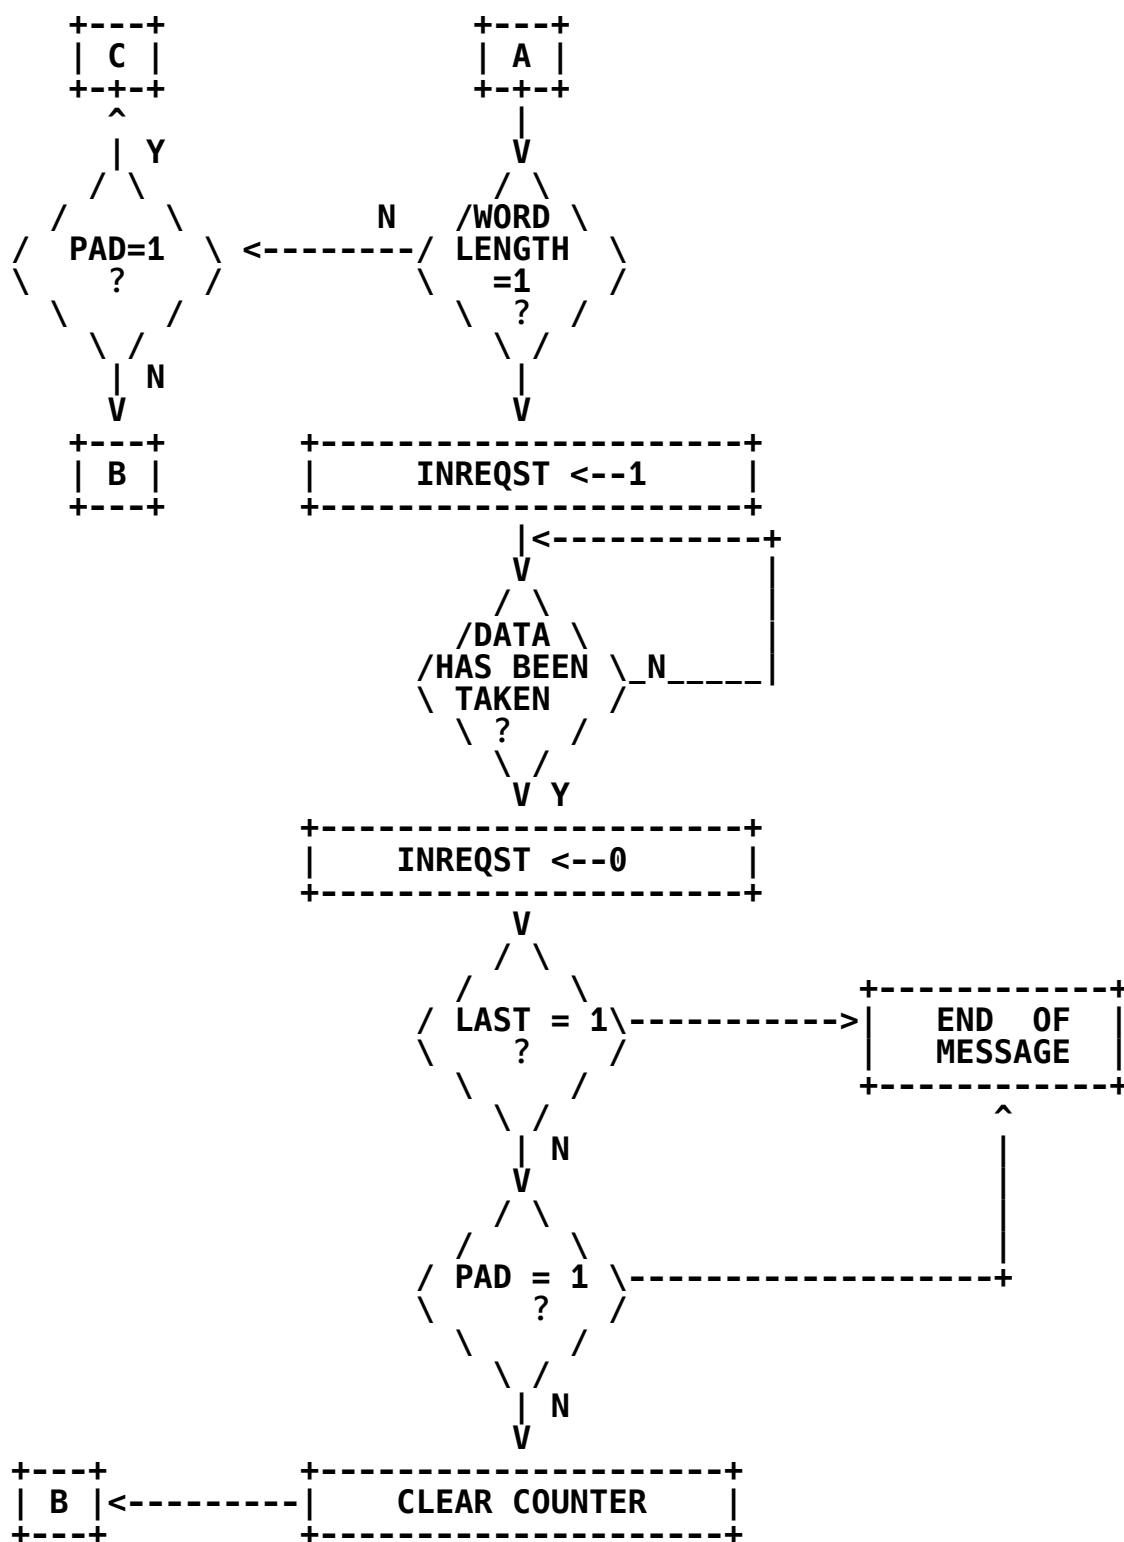 C A
Y
N /WORD
PAD=1 LENGTH
? =1
?
N
B INREQST <--1
DATA
HAS BEEN N
TAKEN
?
Y
INREQST <--0
LAST = 1 END OF
? MESSAGE
N
PAD = 1
?
N
B CLEAR COUNTER